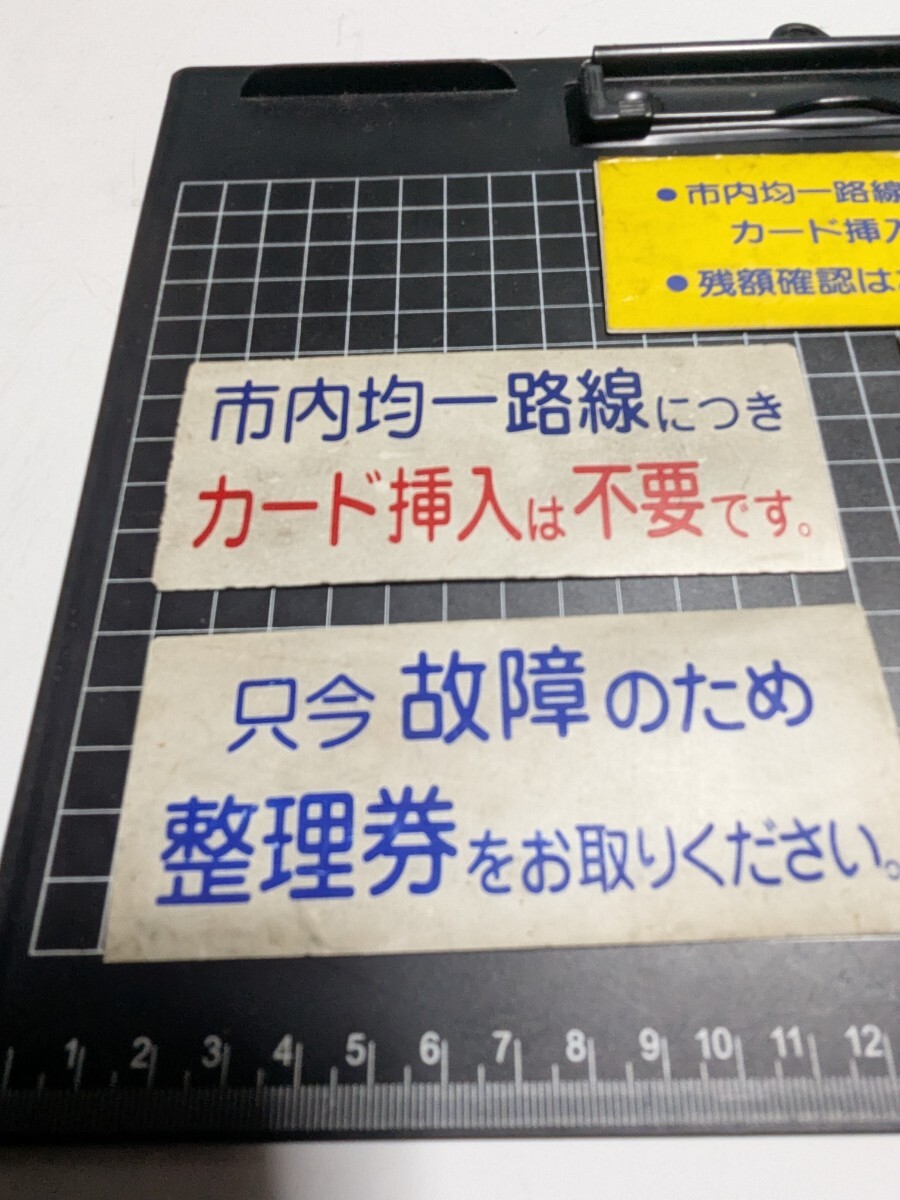 ● 市内均一路線
カード挿入
● 残額確認は
市内均一路線につき
カード挿入は不要です。
只今故障のため
整理券をお取りください。
1 2 3 4 5 6 7 8 9 10 11 12